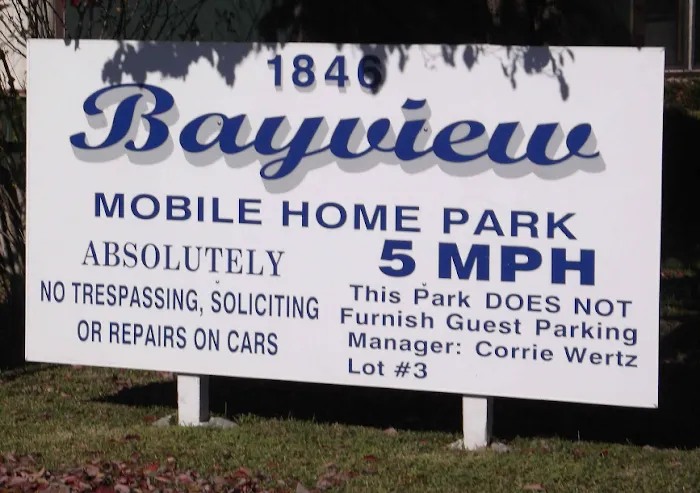 1846
Bayview
MOBILE HOME PARK
ABSOLUTELY
NO TRESPASSING, SOLICITING
OR REPAIRS ON CARS
5 MPH
This Park DOES NOT
Furnish Guest Parking
Manager: Corrie Wertz
Lot #3